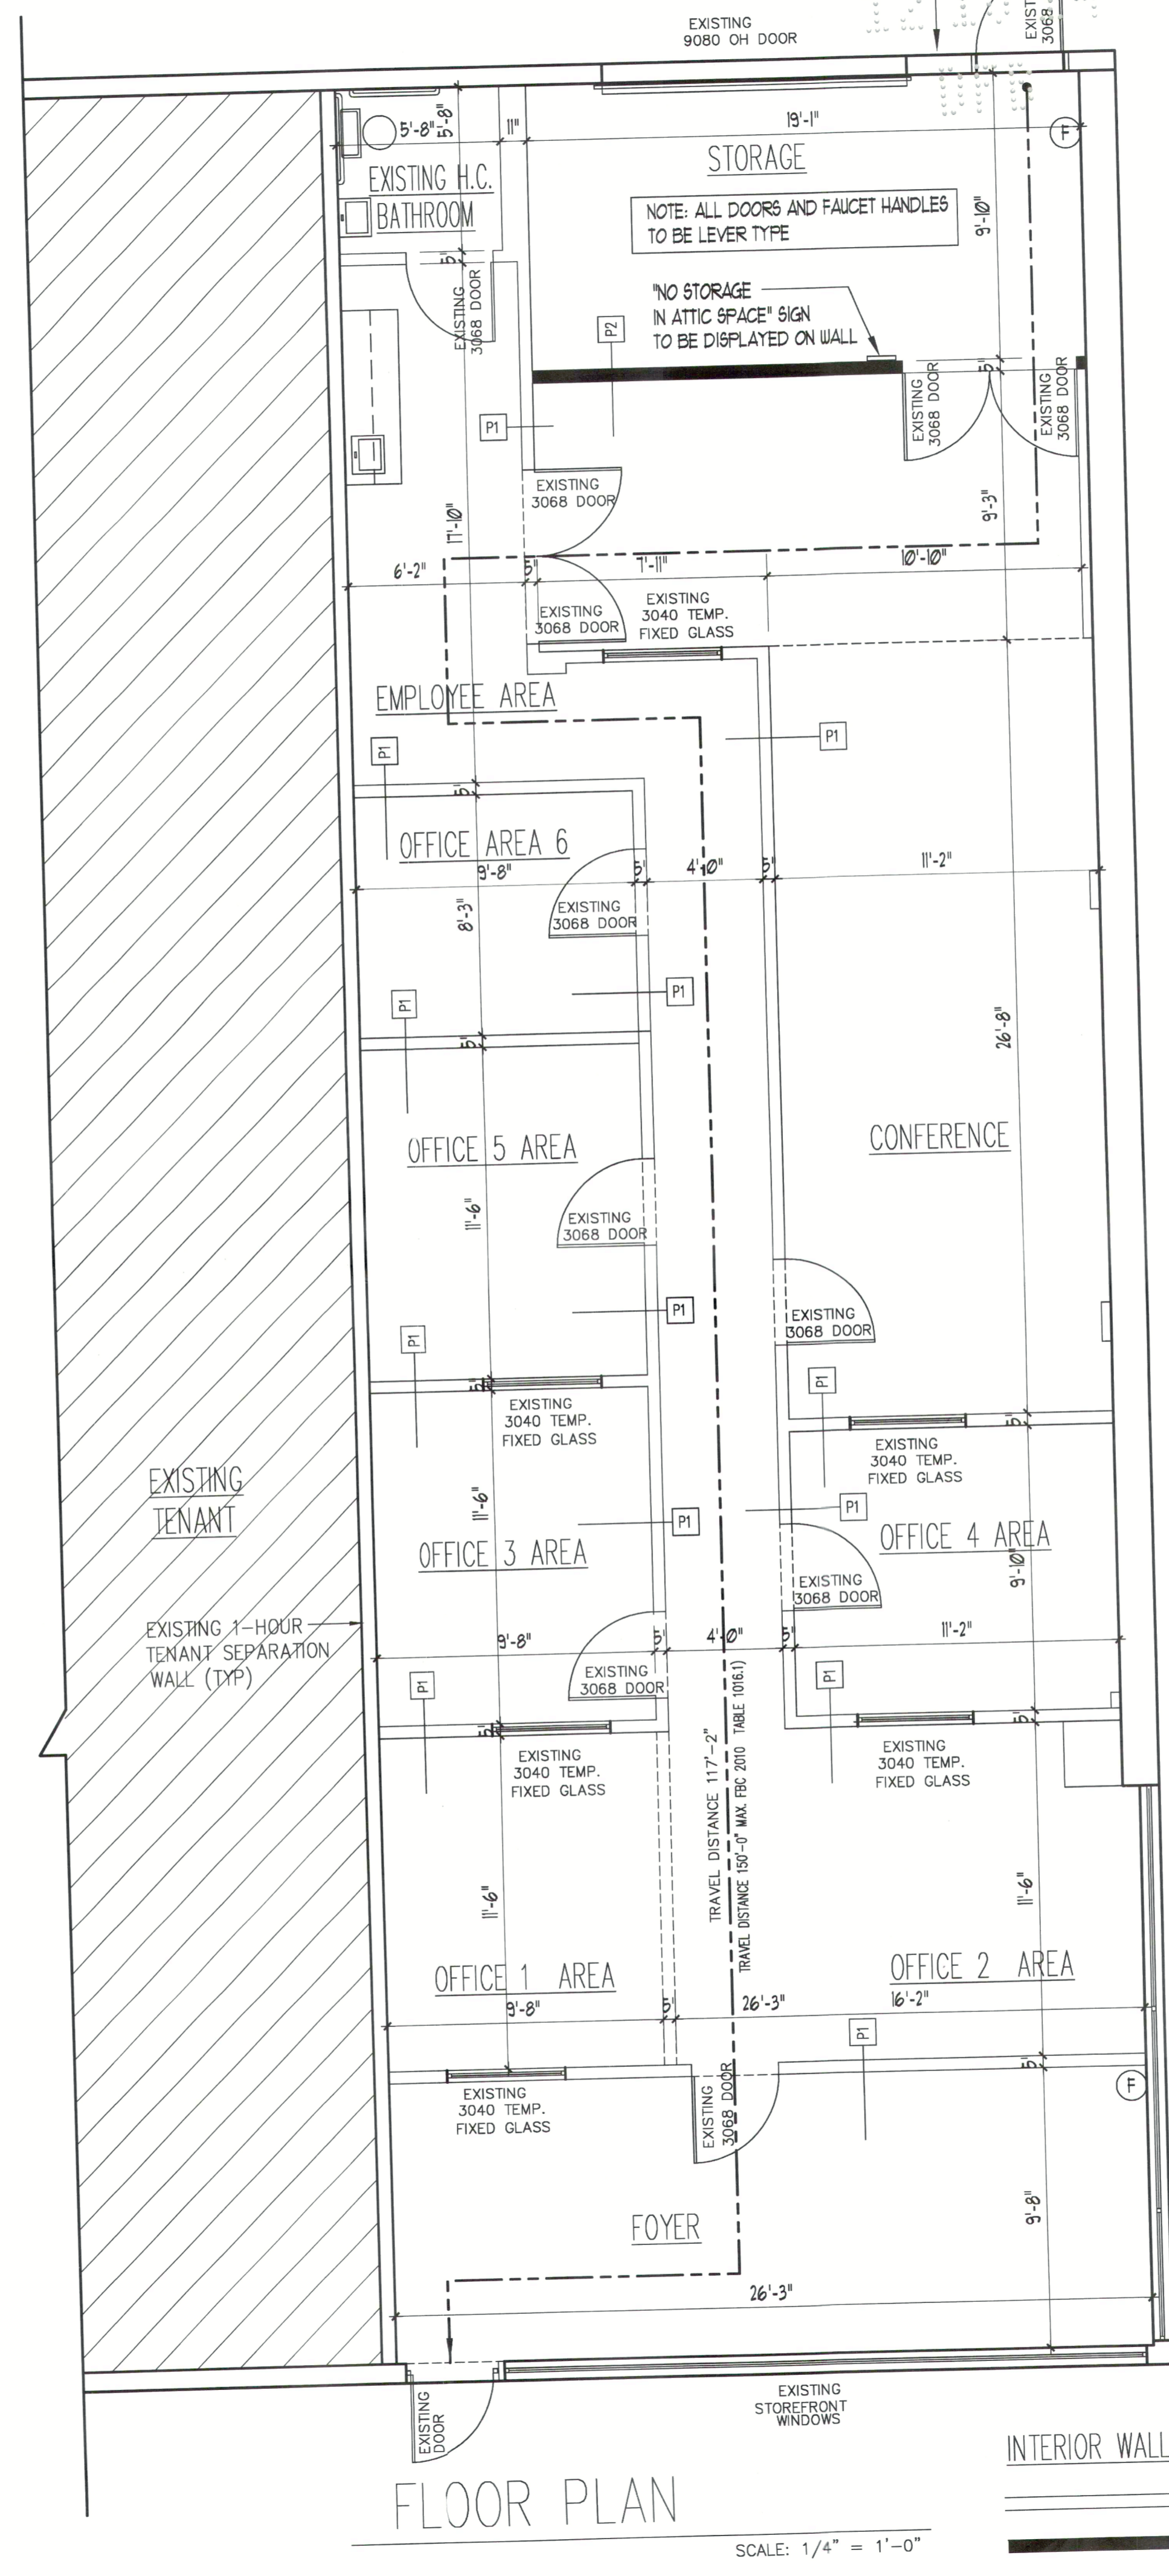 EXISTING
9080 OH DOOR
EXIST
3068
5'-8"
5'-8"
11"
19'-1"
F
STORAGE
EXISTING H.C.
BATHROOM
NOTE: ALL DOORS AND FAUCET HANDLES
TO BE LEVER TYPE
9'-10"
5'
EXISTING
3068 DOOR
"NO STORAGE
IN ATTIC SPACE" SIGN
TO BE DISPLAYED ON WALL
P2
5'
EXISTING
3068 DOOR
EXISTING
3068 DOOR
P1
EXISTING
3068 DOOR
17'-10"
9'-3"
6'-2"
5"
7'-11"
10'-10"
EXISTING
3068 DOOR
EXISTING
3040 TEMP.
FIXED GLASS
EMPLOYEE AREA
P1
P1
5'
OFFICE AREA 6
9'-8"
5'
4'-0"
5'
11'-2"
8'-3"
EXISTING
3068 DOOR
P1
P1
5'
26'-8"
OFFICE 5 AREA
CONFERENCE
11'-6"
EXISTING
3068 DOOR
P1
EXISTING
3068 DOOR
P1
5'
P1
EXISTING
3040 TEMP.
FIXED GLASS
5'
EXISTING
3040 TEMP.
FIXED GLASS
EXISTING
TENANT
11'-6"
P1
P1
OFFICE 3 AREA
OFFICE 4 AREA
9'-10"
EXISTING
3068 DOOR
EXISTING 1-HOUR
TENANT SEPARATION
WALL (TYP)
9'-8"
5'
4'-0"
5'
11'-2"
EXISTING
3068 DOOR
P1
P1
5'
5'
EXISTING
3040 TEMP.
FIXED GLASS
EXISTING
3040 TEMP.
FIXED GLASS
TRAVEL DISTANCE 117'-2"
TRAVEL DISTANCE 150'-0" MAX. FBC 2010 TABLE 1016.1)
11'-6"
11'-6"
OFFICE 1 AREA
OFFICE 2 AREA
9'-8"
5'
26'-3"
16'-2"
P1
5'
F
EXISTING
3040 TEMP.
FIXED GLASS
EXISTING
3068 DOOR
9'-8"
FOYER
26'-3"
EXISTING
DOOR
EXISTING
STOREFRONT
WINDOWS
INTERIOR WALL
FLOOR PLAN
SCALE: 1/4" = 1'-0"